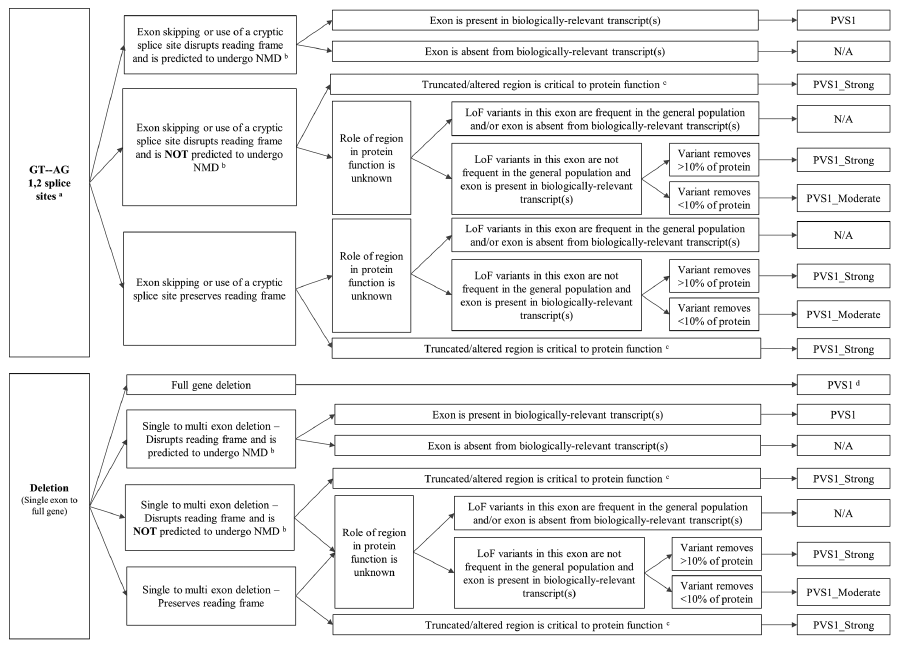 GT--AG
1,2 splice
sites a
Exon skipping or use of a cryptic
splice site disrupts reading frame
and is predicted to undergo NMD b
Exon is present in biologically-relevant transcript(s)
PVS1
Exon is absent from biologically-relevant transcript(s)
N/A
Exon skipping or use of a cryptic
splice site disrupts reading frame
and is NOT predicted to undergo
NMD b
Truncated/altered region is critical to protein function c
PVS1_Strong
Role of region
in protein
function is
unknown
LoF variants in this exon are frequent in the general population
and/or exon is absent from biologically-relevant transcript(s)
N/A
LoF variants in this exon are not
frequent in the general population and
exon is present in biologically-relevant
transcript(s)
Variant removes
>10% of protein
PVS1_Strong
Variant removes
<10% of protein
PVS1_Moderate
Exon skipping or use of a cryptic
splice site preserves reading frame
Role of region
in protein
function is
unknown
LoF variants in this exon are frequent in the general population
and/or exon is absent from biologically-relevant transcript(s)
N/A
LoF variants in this exon are not
frequent in the general population and
exon is present in biologically-relevant
transcript(s)
Variant removes
>10% of protein
PVS1_Strong
Variant removes
<10% of protein
PVS1_Moderate
Truncated/altered region is critical to protein function c
PVS1_Strong
Deletion
(Single exon to
full gene)
Full gene deletion
PVS1 d
Single to multi exon deletion –
Disrupts reading frame and is
predicted to undergo NMD b
Exon is present in biologically-relevant transcript(s)
PVS1
Exon is absent from biologically-relevant transcript(s)
N/A
Single to multi exon deletion –
Disrupts reading frame and is
NOT predicted to undergo NMD b
Truncated/altered region is critical to protein function c
PVS1_Strong
Single to multi exon deletion –
Preserves reading frame
Role of region
in protein
function is
unknown
LoF variants in this exon are frequent in the general population
and/or exon is absent from biologically-relevant transcript(s)
N/A
LoF variants in this exon are not
frequent in the general population and
exon is present in biologically-relevant
transcript(s)
Variant removes
>10% of protein
PVS1_Strong
Variant removes
<10% of protein
PVS1_Moderate
Truncated/altered region is critical to protein function c
PVS1_Strong